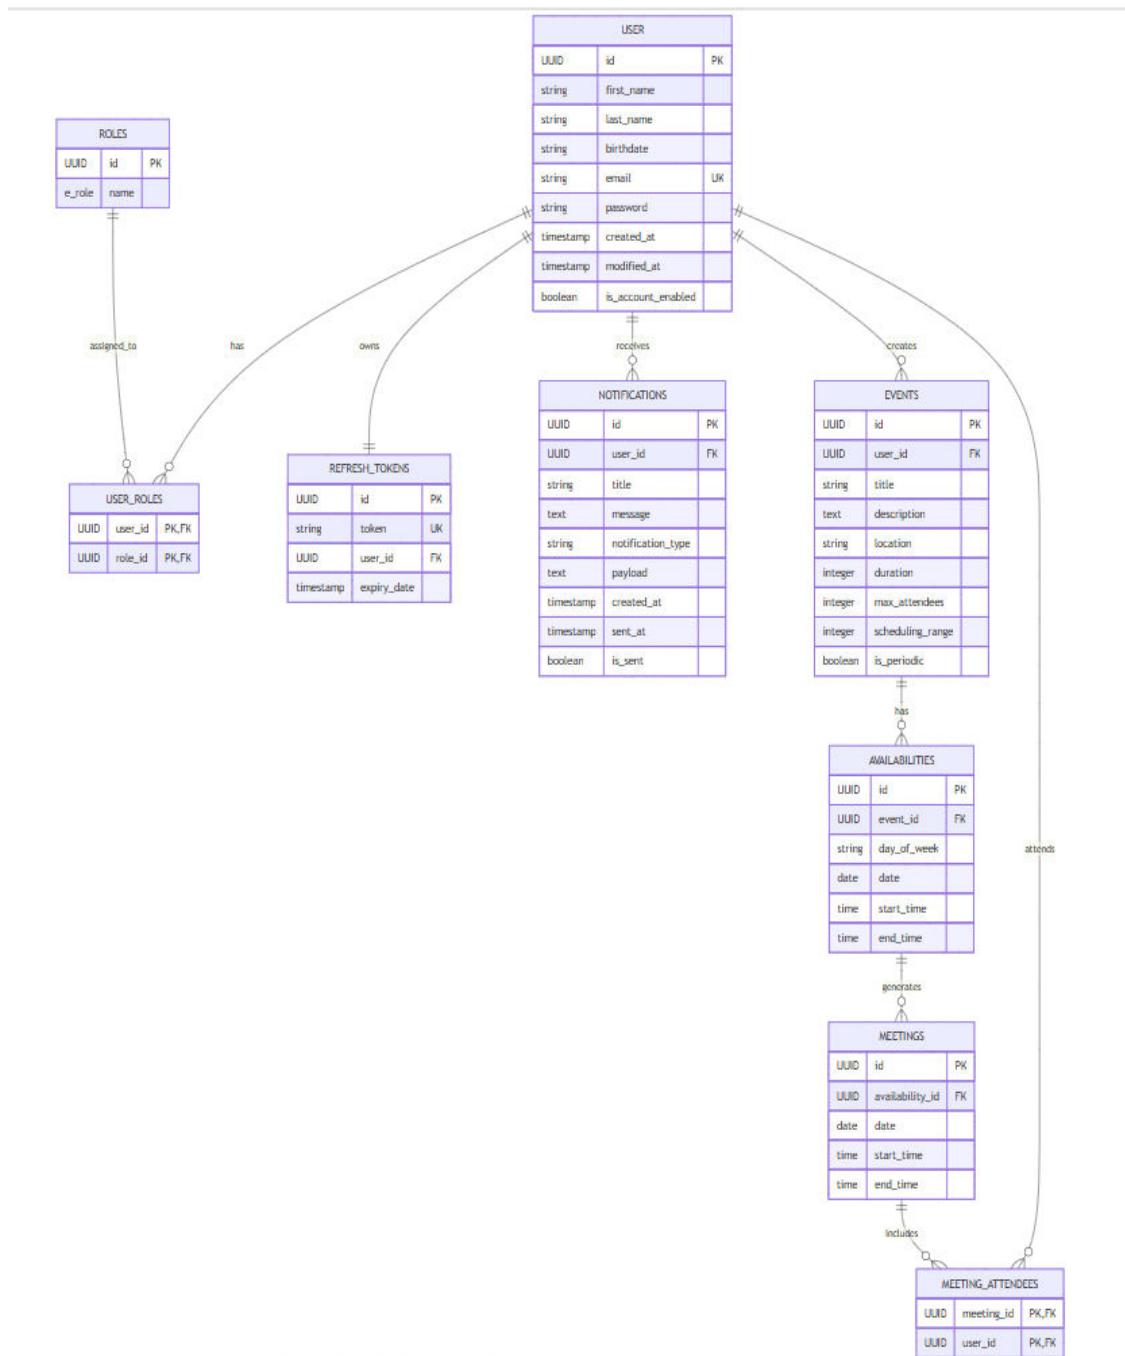 USER
UUID id PK
string first_name
string last_name
string birthdate
string email UK
string password
timestamp created_at
timestamp modified_at
boolean is_account_enabled
ROLES
UUID id PK
e_role name
assigned_to
has
owns
receives
creates
USER_ROLES
UUID user_id PK,FK
UUID role_id PK,FK
REFRESH_TOKENS
UUID id PK
string token UK
UUID user_id FK
timestamp expiry_date
NOTIFICATIONS
UUID id PK
UUID user_id FK
string title
text message
string notification_type
text payload
timestamp created_at
timestamp sent_at
boolean is_sent
EVENTS
UUID id PK
UUID user_id FK
string title
text description
string location
integer duration
integer max_attendees
integer scheduling_range
boolean is_periodic
has
AVAILABILITIES
UUID id PK
UUID event_id FK
string day_of_week
date date
time start_time
time end_time
attends
generates
MEETINGS
UUID id PK
UUID availability_id FK
date date
time start_time
time end_time
includes
MEETING_ATTENDEES
UUID meeting_id PK,FK
UUID user_id PK,FK